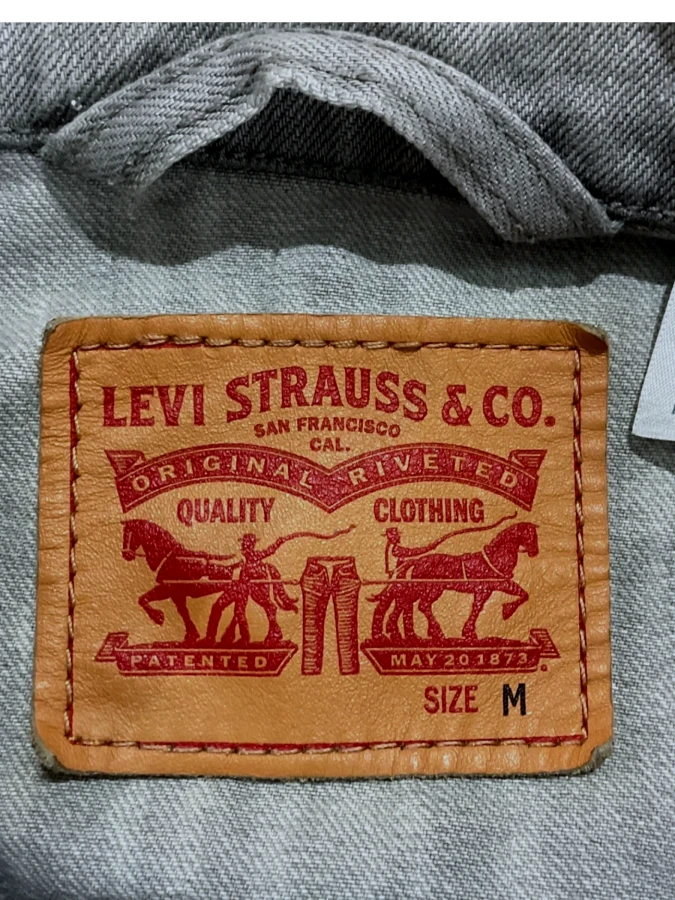 LEVI STRAUSS & CO.
SAN FRANCISCO
CAL.
ORIGINAL RIVETED
QUALITY CLOTHING
PATENTED MAY 20 1873
SIZE M